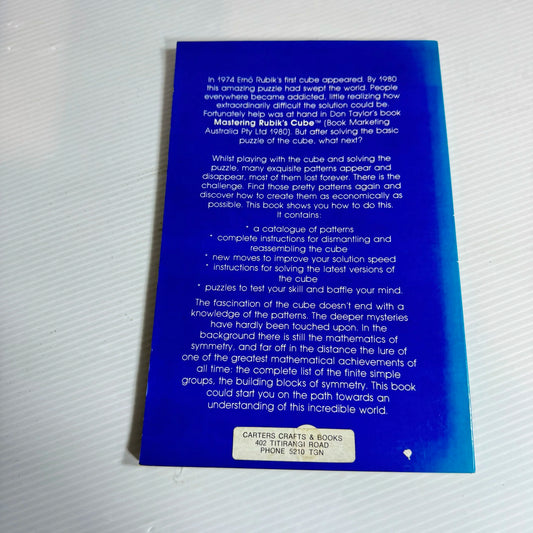 In 1974 Ernö Rubik's first cube appeared. By 1980
this amazing puzzle had swept the world. People
everywhere became addicted, little realizing how
extraordinarily difficult the solution could be.
Fortunately help was at hand in Don Taylor's book
Mastering Rubik's Cube™ (Book Marketing
Australia Pty Ltd 1980). But after solving the basic
puzzle of the cube, what next?
Whilst playing with the cube and solving the
puzzle, many exquisite patterns appear and
disappear, most of them lost forever. There is the
challenge. Find those pretty patterns again and
discover how to create them as economically as
possible. This book shows you how to do this.
It contains:
* a catalogue of patterns
* complete instructions for dismantling and
reassembling the cube
* new moves to improve your solution speed
* instructions for solving the latest versions of
the cube
* puzzles to test your skill and baffle your mind.
The fascination of the cube doesn't end with a
knowledge of the patterns. The deeper mysteries
have hardly been touched upon. In the
background there is still the mathematics of
symmetry, and far off in the distance the lure of
one of the greatest mathematical achievements of
all time: the complete list of the finite simple
groups, the building blocks of symmetry. This book
could start you on the path towards an
understanding of this incredible world.
CARTERS CRAFTS & BOOKS
402 TITIRANGI ROAD
PHONE 5210 TGN